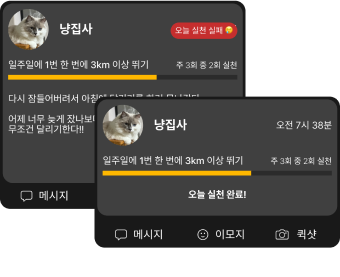 냥집사
오늘 실천 실패 😢
일주일에 1번 한 번에 3km 이상 뛰기
주 3회 중 2회 실천
다시 잠들어버려서 아침에
어제 너무 늦게 잤나보
무조건 달리기한다!!
메시지
냥집사
오전 7시 38분
일주일에 1번 한 번에 3km 이상 뛰기
주 3회 중 2회 실천
오늘 실천 완료!
메시지
이모지
퀵샷